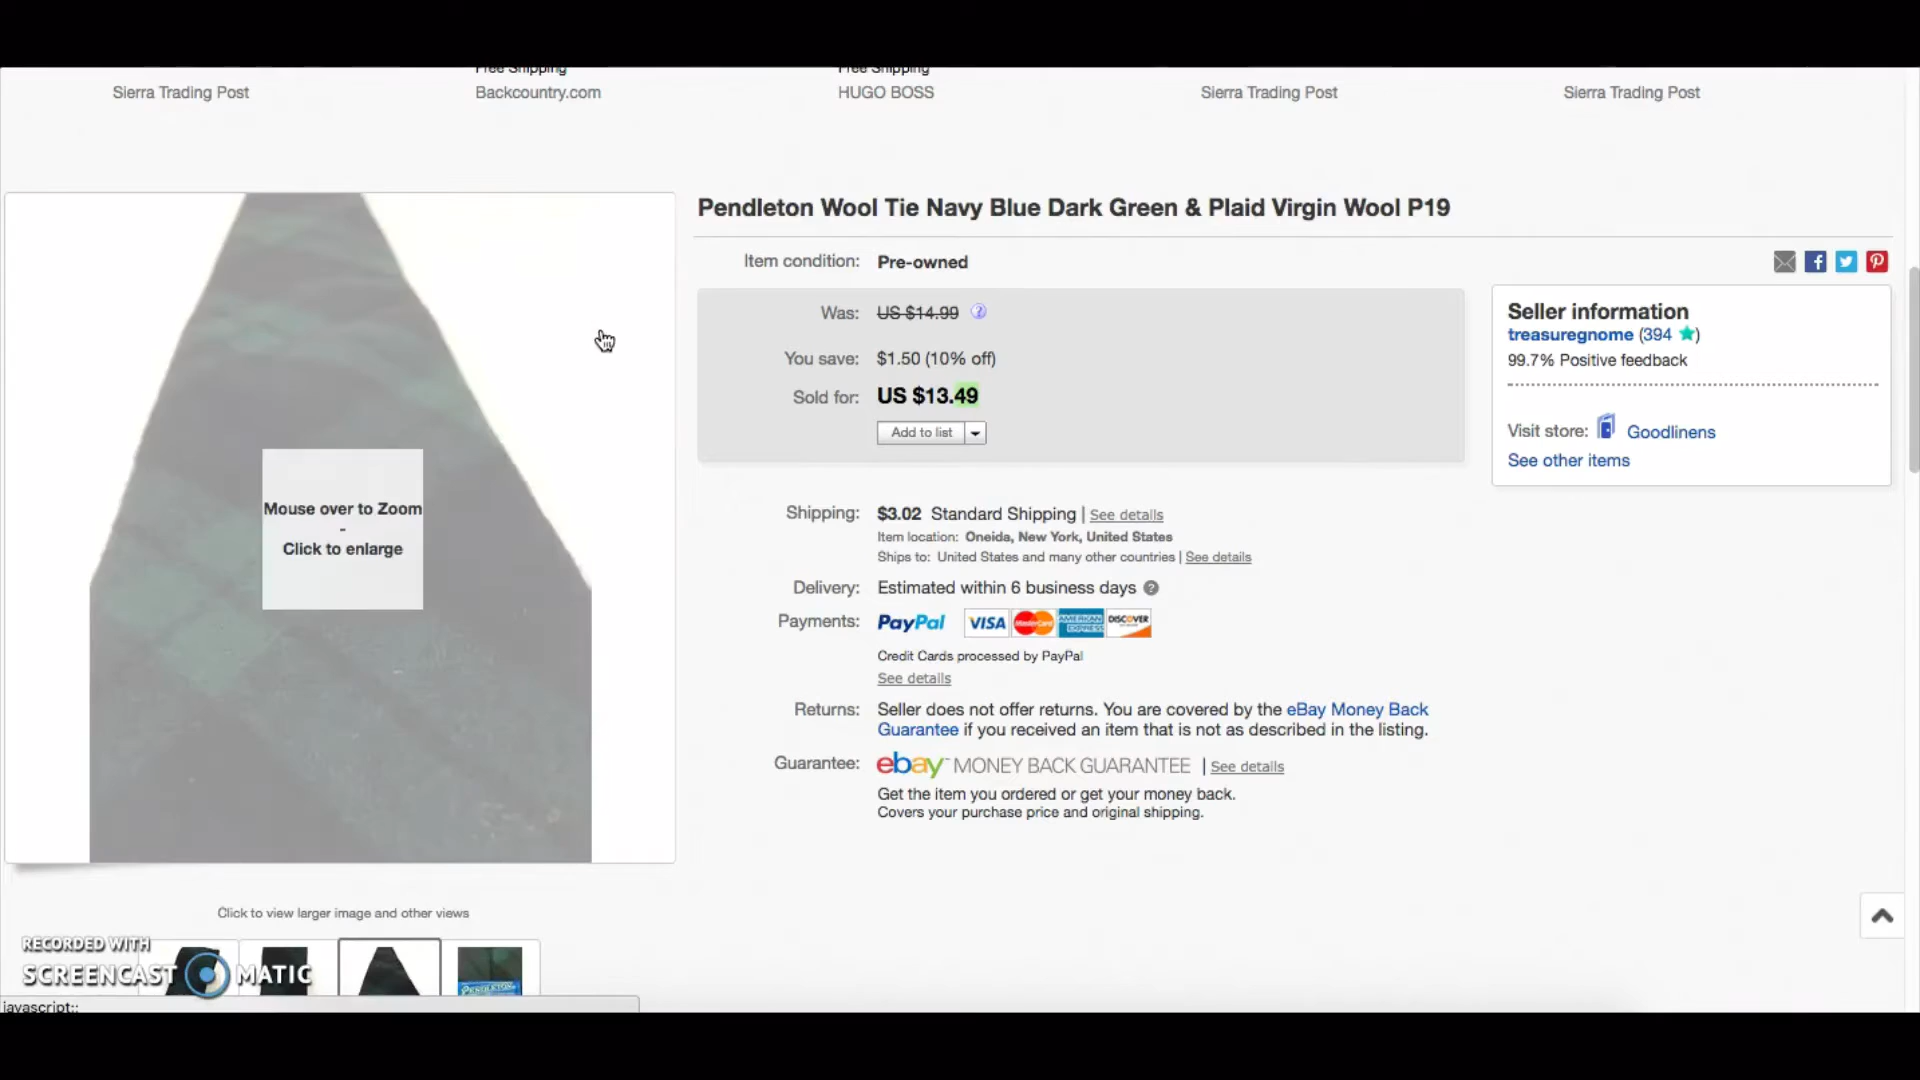 Free Shipping
Free Shipping
Sierra Trading Post
Backcountry.com
HUGO BOSS
Sierra Trading Post
Sierra Trading Post
Pendleton Wool Tie Navy Blue Dark Green & Plaid Virgin Wool P19
Item condition: Pre-owned
Was: US $14.99 ?
You save: $1.50 (10% off)
Sold for: US $13.49
Add to list
Seller information
treasuregnome (394 ★)
99.7% Positive feedback
Visit store: Goodlinens
See other items
Mouse over to Zoom
-
Click to enlarge
Shipping: $3.02 Standard Shipping | See details
Item location: Oneida, New York, United States
Ships to: United States and many other countries | See details
Delivery: Estimated within 6 business days ?
Payments: PayPal VISA MasterCard AMERICAN EXPRESS DISCOVER
Credit Cards processed by PayPal
See details
Returns: Seller does not offer returns. You are covered by the eBay Money Back
Guarantee if you received an item that is not as described in the listing.
Guarantee: ebay™ MONEY BACK GUARANTEE | See details
Get the item you ordered or get your money back.
Covers your purchase price and original shipping.
Click to view larger image and other views
PENDLETON
RECORDED WITH
SCREENCAST MATIC
javascript:;